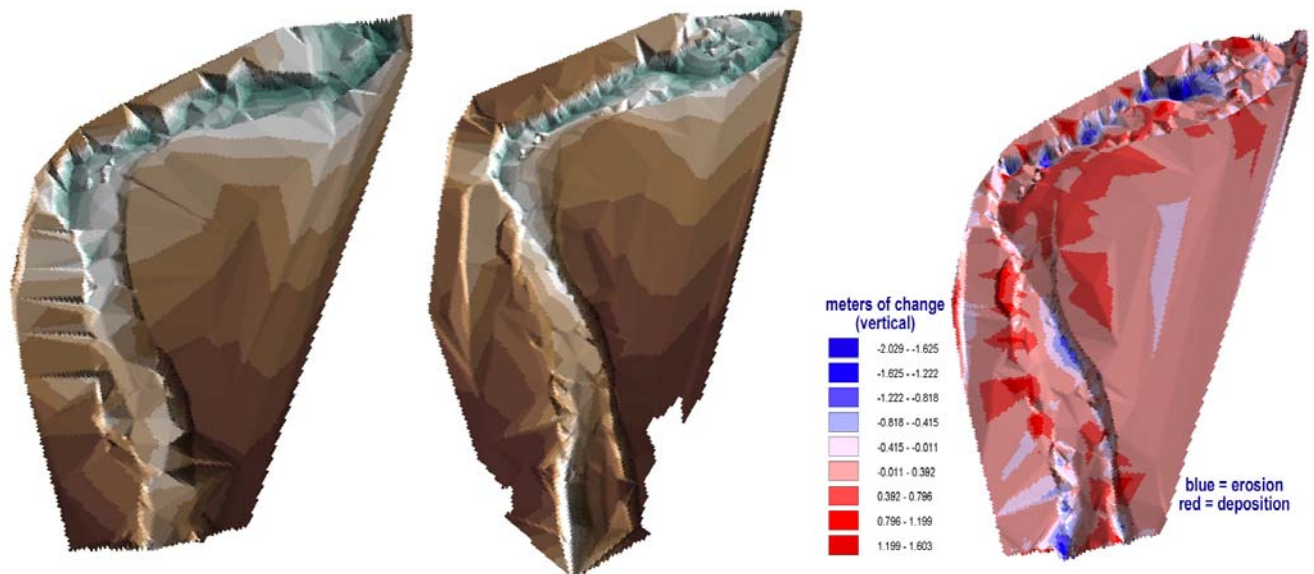 meters of change
(vertical)
-2.029 - -1.625
-1.625 - -1.222
-1.222 - -0.818
-0.818 - -0.415
-0.415 - -0.011
-0.011 - 0.392
0.392 - 0.796
0.796 - 1.199
1.199 - 1.603
blue = erosion
red = deposition